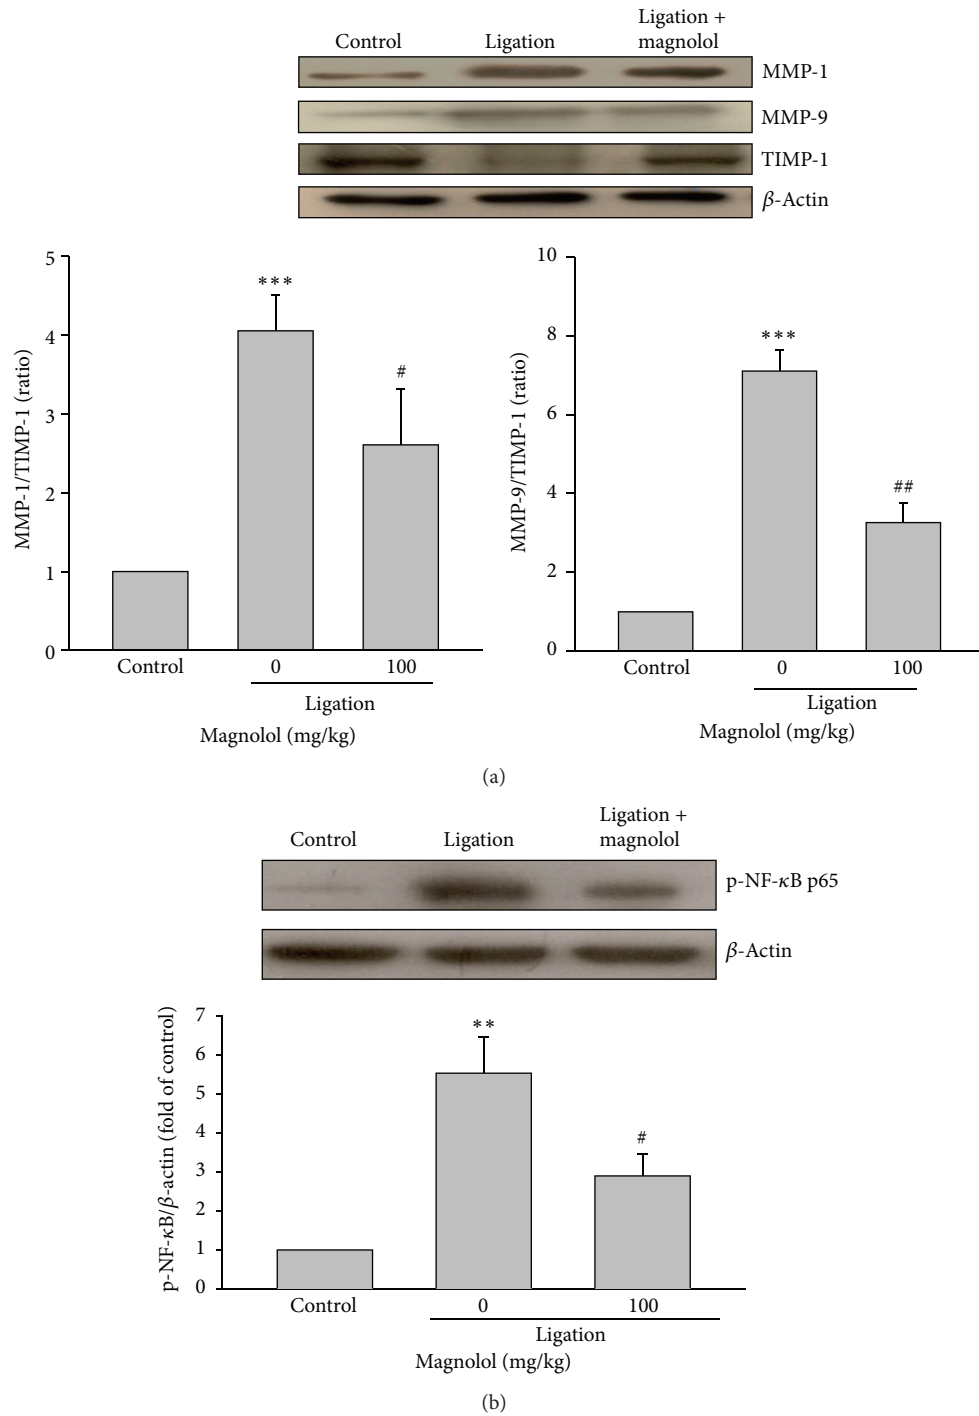 Control
Ligation
Ligation +
magnolol
MMP-1
MMP-9
TIMP-1
β-Actin
MMP-1/TIMP-1 (ratio)
5
4
3
2
1
0
***
#
Control
0
100
Ligation
Magnolol (mg/kg)
MMP-9/TIMP-1 (ratio)
10
8
6
4
2
0
***
##
Control
0
100
Ligation
Magnolol (mg/kg)
(a)
Control
Ligation
Ligation +
magnolol
p-NF-κB p65
β-Actin
p-NF-κB/β-actin (fold of control)
7
6
5
4
3
2
1
0
**
#
Control
0
100
Ligation
Magnolol (mg/kg)
(b)